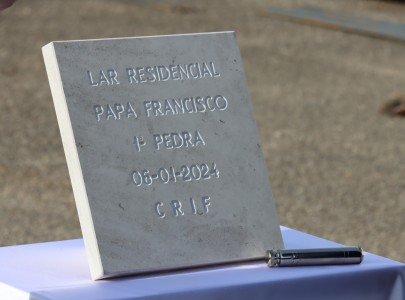 LAR RESIDENCIAL
PAPA FRANCISCO
1ª PEDRA
06-01-2024
C R I F